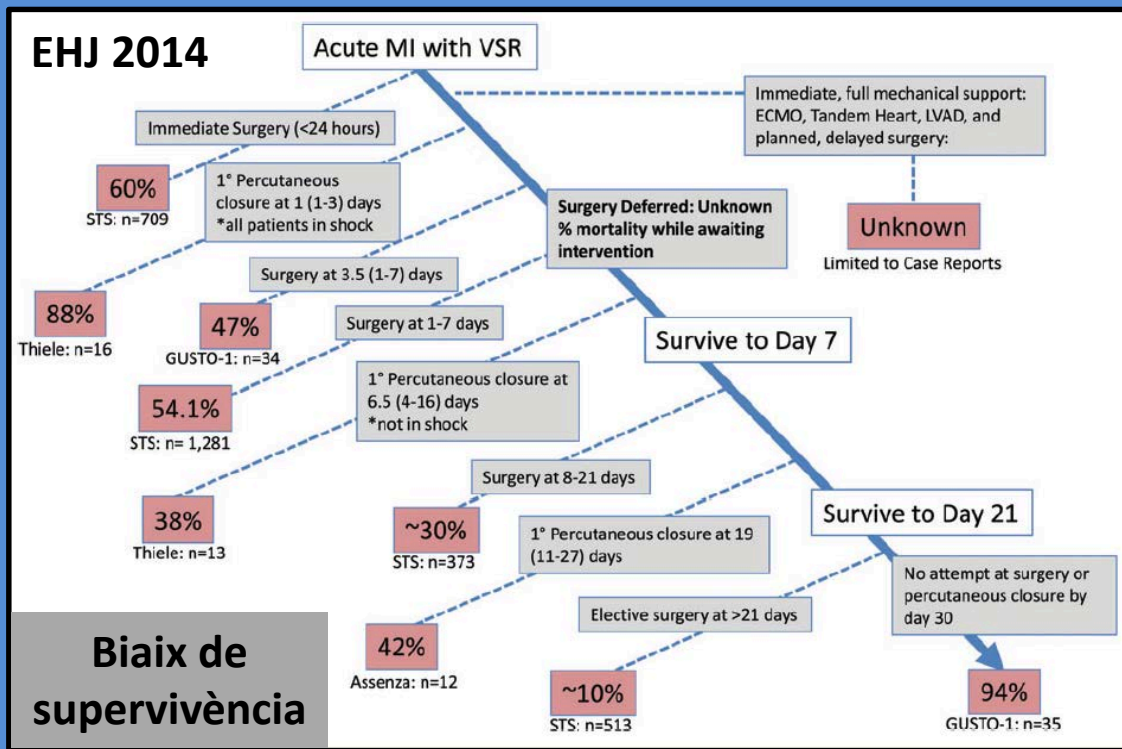 EHJ 2014
Acute MI with VSR
Immediate, full mechanical support:
ECMO, Tandem Heart, LVAD, and
planned, delayed surgery:
Unknown
Limited to Case Reports
Immediate Surgery (<24 hours)
60%
STS: n=709
1° Percutaneous
closure at 1 (1-3) days
*all patients in shock
88%
Thiele: n=16
Surgery Deferred: Unknown
% mortality while awaiting
intervention
Surgery at 3.5 (1-7) days
47%
GUSTO-1: n=34
Surgery at 1-7 days
54.1%
STS: n= 1,281
Survive to Day 7
1° Percutaneous closure at
6.5 (4-16) days
*not in shock
38%
Thiele: n=13
Surgery at 8-21 days
~30%
STS: n=373
Survive to Day 21
1° Percutaneous closure at 19
(11-27) days
42%
Assenza: n=12
Elective surgery at >21 days
~10%
STS: n=513
No attempt at surgery or
percutaneous closure by
day 30
94%
GUSTO-1: n=35
Biaix de
supervivència